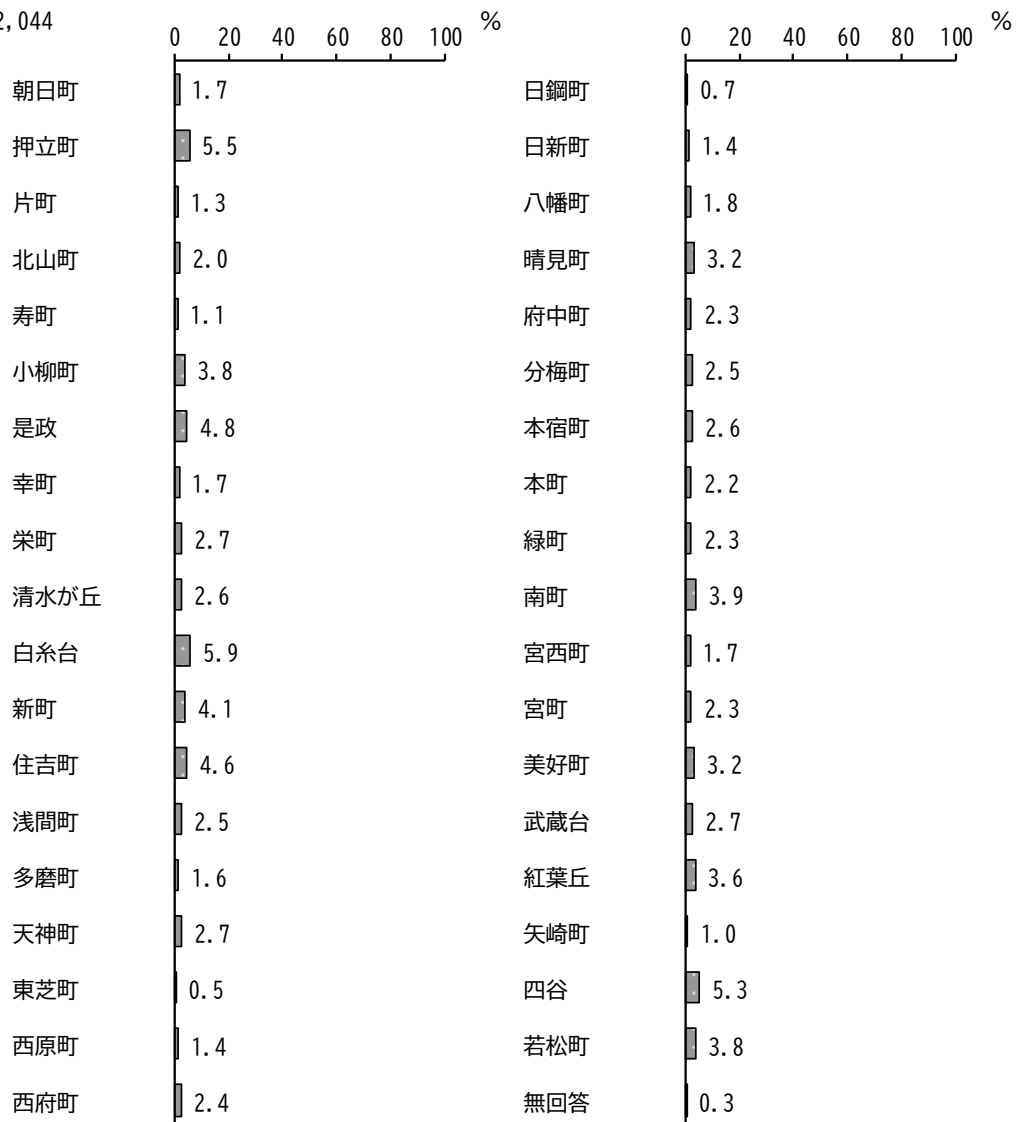 2,044
% %
0 20 40 60 80 100 0 20 40 60 80 100
朝日町 1.7 日鋼町 0.7
押立町 5.5 日新町 1.4
片町 1.3 八幡町 1.8
北山町 2.0 晴見町 3.2
寿町 1.1 府中町 2.3
小柳町 3.8 分梅町 2.5
是政 4.8 本宿町 2.6
幸町 1.7 本町 2.2
栄町 2.7 緑町 2.3
清水が丘 2.6 南町 3.9
白糸台 5.9 宮西町 1.7
新町 4.1 宮町 2.3
住吉町 4.6 美好町 3.2
浅間町 2.5 武蔵台 2.7
多磨町 1.6 紅葉丘 3.6
天神町 2.7 矢崎町 1.0
東芝町 0.5 四谷 5.3
西原町 1.4 若松町 3.8
西府町 2.4 無回答 0.3